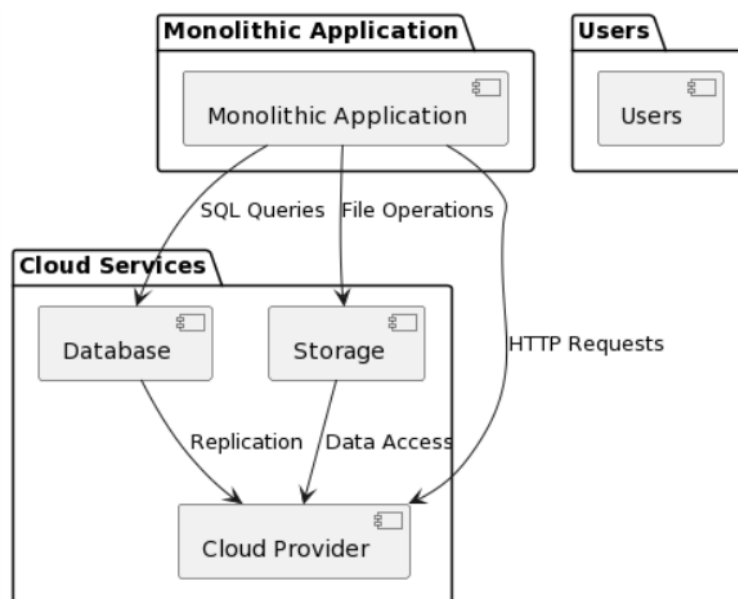 Monolithic Application
Users
Monolithic Application
Users
SQL Queries
File Operations
Cloud Services
Database
Storage
HTTP Requests
Replication
Data Access
Cloud Provider